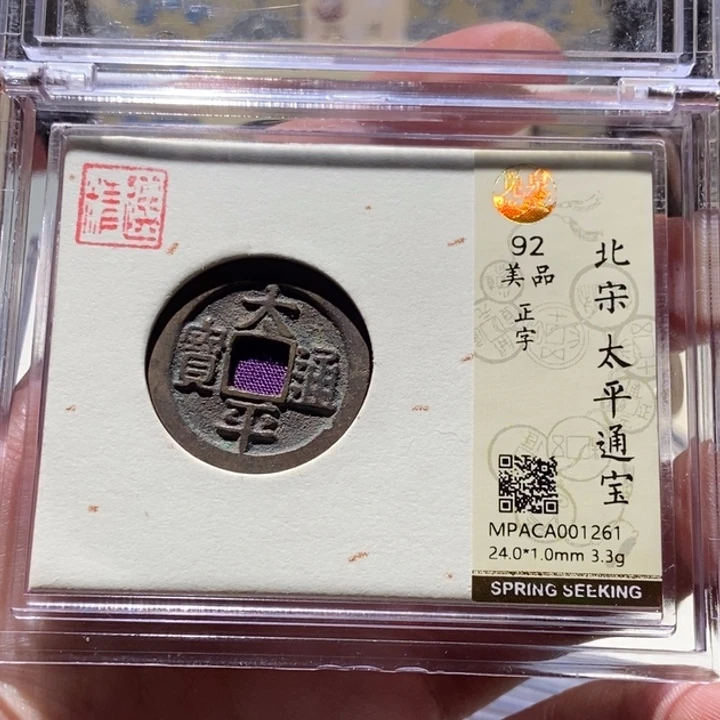 太平通寶
92
美品
正字
北宋 太平通宝
MPACA001261
24.0*1.0mm 3.3g
SPRING SEEKING